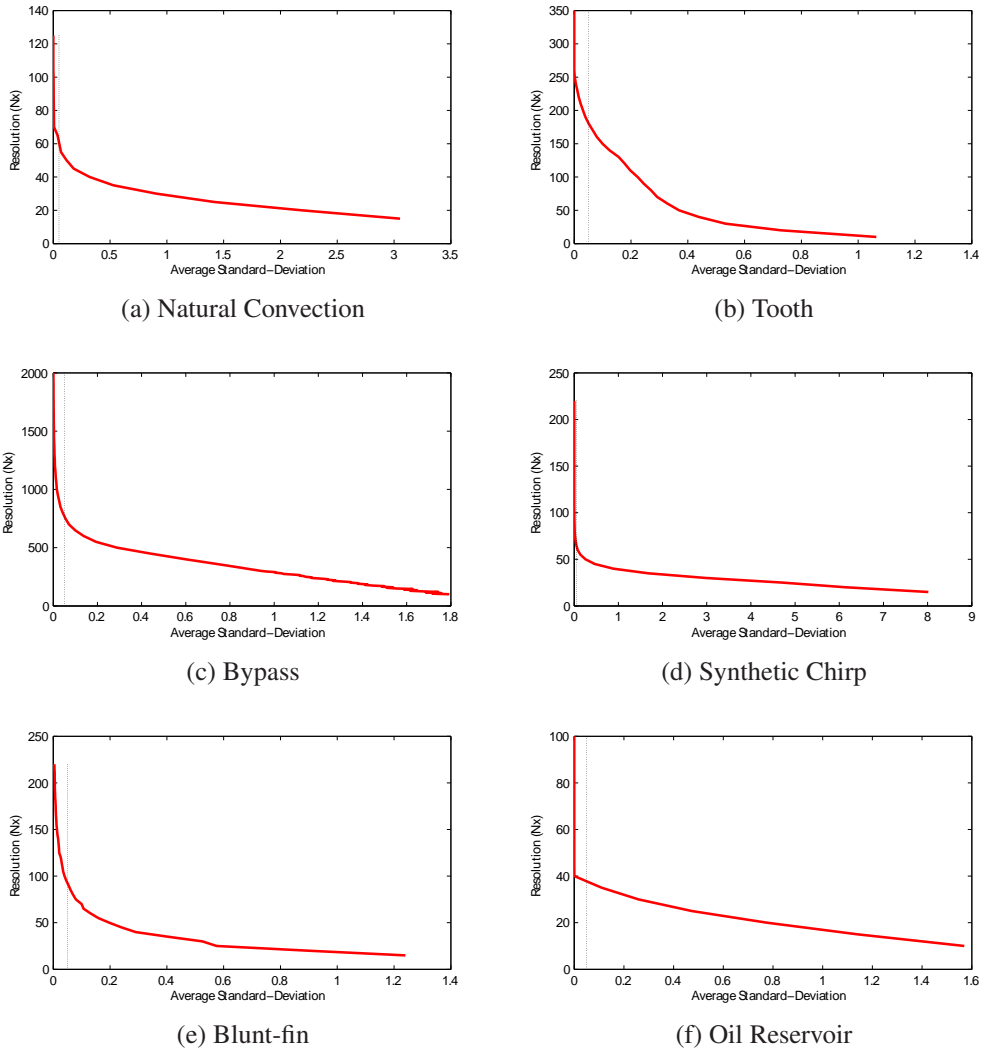 140
120
100
80
60
40
20
0
Resolution (Nx)
0 0.5 1 1.5 2 2.5 3 3.5
Average Standard-Deviation
(a) Natural Convection
350
300
250
200
150
100
50
0
Resolution (Nx)
0 0.2 0.4 0.6 0.8 1 1.2 1.4
Average Standard-Deviation
(b) Tooth
2000
1500
1000
500
0
Resolution (Nx)
0 0.2 0.4 0.6 0.8 1 1.2 1.4 1.6 1.8
Average Standard-Deviation
(c) Bypass
250
200
150
100
50
0
Resolution (Nx)
0 1 2 3 4 5 6 7 8 9
Average Standard-Deviation
(d) Synthetic Chirp
250
200
150
100
50
0
Resolution (Nx)
0 0.2 0.4 0.6 0.8 1 1.2 1.4
Average Standard-Deviation
(e) Blunt-fin
100
80
60
40
20
0
Resolution (Nx)
0 0.2 0.4 0.6 0.8 1 1.2 1.4 1.6
Average Standard-Deviation
(f) Oil Reservoir